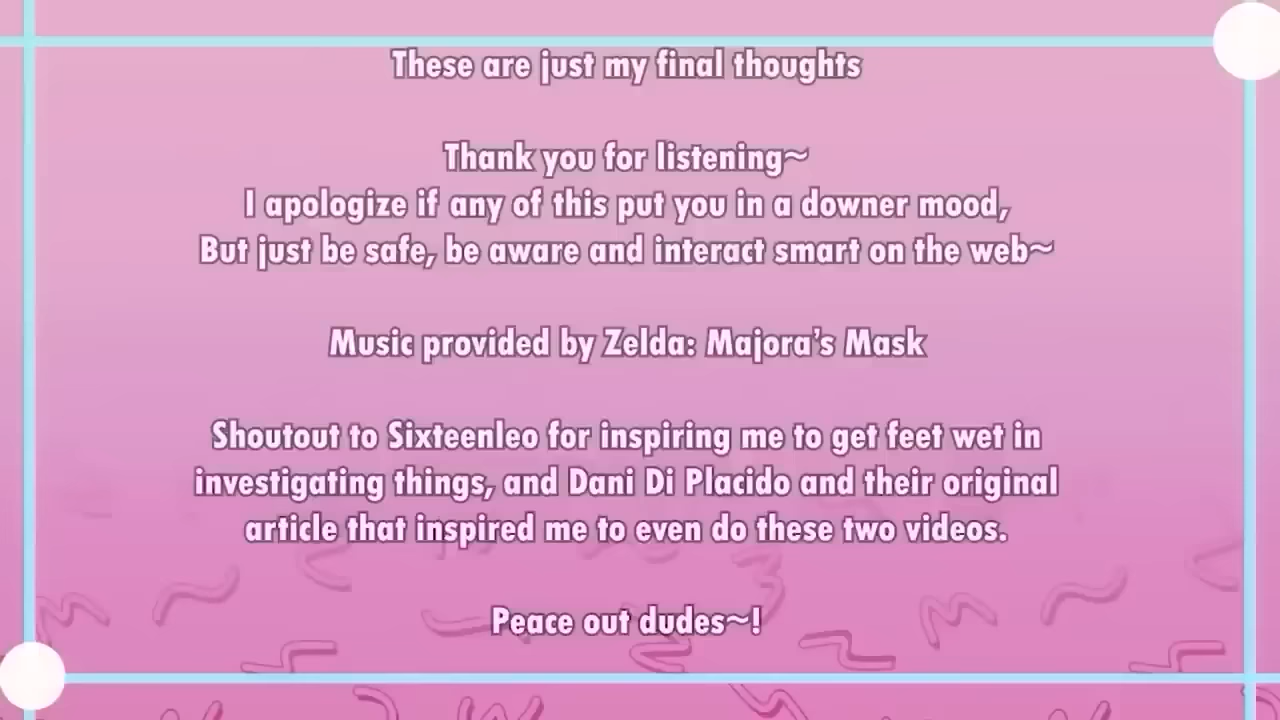 These are just my final thoughts
Thank you for listening~
I apologize if any of this put you in a downer mood,
But just be safe, be aware and interact smart on the web~
Music provided by Zelda: Majora’s Mask
Shoutout to Sixteenleo for inspiring me to get feet wet in
investigating things, and Dani Di Placido and their original
article that inspired me to even do these two videos.
Peace out dudes~!